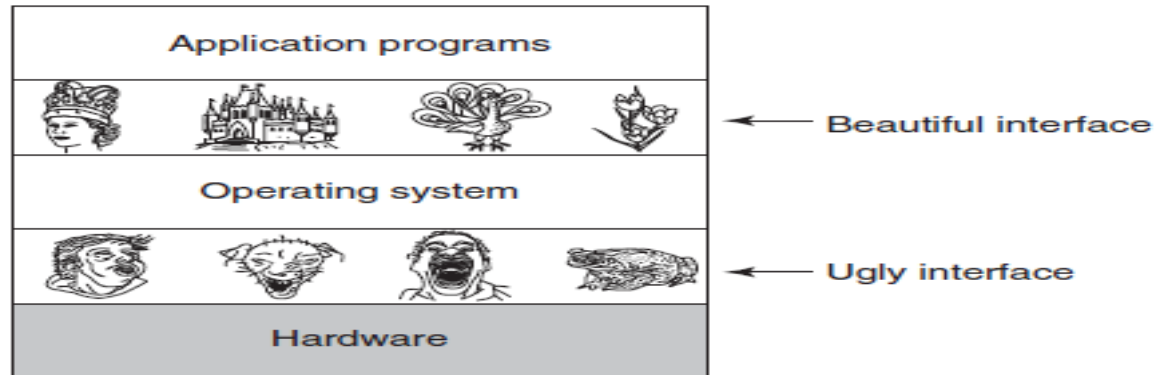 Application programs
Beautiful interface
Operating system
Ugly interface
Hardware